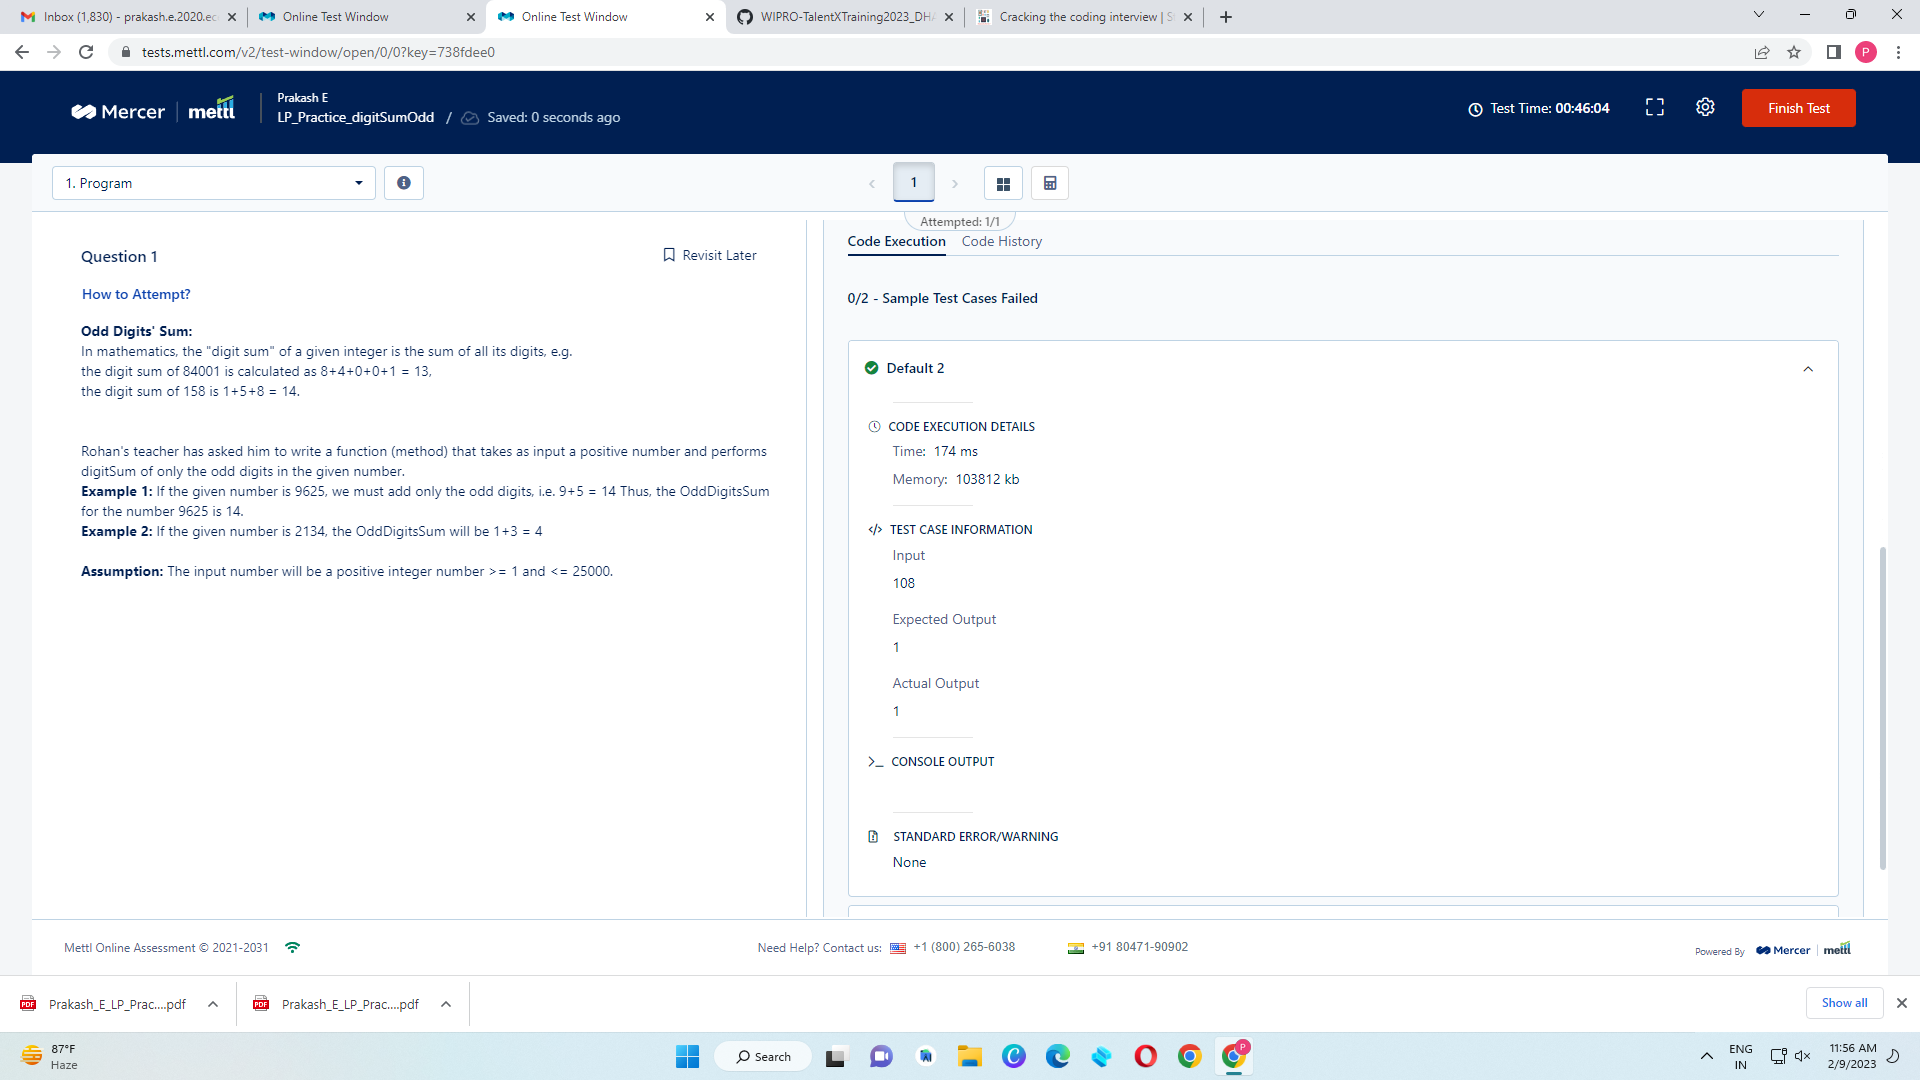 Inbox (1,830) - prakash.e.2020.ec
Online Test Window
Online Test Window
WIPRO-TalentXTraining2023_DHA
Cracking the coding interview | S
tests.mettl.com/v2/test-window/open/0/0?key=738fdee0
P
Mercer | mettl
Prakash E
LP_Practice_digitSumOdd / Saved: 0 seconds ago
Test Time: 00:46:04
Finish Test
1. Program
1
Attempted: 1/1
Question 1
Revisit Later
How to Attempt?
Odd Digits' Sum:
In mathematics, the "digit sum" of a given integer is the sum of all its digits, e.g.
the digit sum of 84001 is calculated as 8+4+0+0+1 = 13,
the digit sum of 158 is 1+5+8 = 14.
Rohan's teacher has asked him to write a function (method) that takes as input a positive number and performs
digitSum of only the odd digits in the given number.
Example 1: If the given number is 9625, we must add only the odd digits, i.e. 9+5 = 14 Thus, the OddDigitsSum
for the number 9625 is 14.
Example 2: If the given number is 2134, the OddDigitsSum will be 1+3 = 4
Assumption: The input number will be a positive integer number >= 1 and <= 25000.
Code Execution
Code History
0/2 - Sample Test Cases Failed
Default 2
CODE EXECUTION DETAILS
Time: 174 ms
Memory: 103812 kb
</> TEST CASE INFORMATION
Input
108
Expected Output
1
Actual Output
1
>_ CONSOLE OUTPUT
STANDARD ERROR/WARNING
None
Mettl Online Assessment © 2021-2031
Need Help? Contact us: +1 (800) 265-6038
+91 80471-90902
Powered By Mercer | mettl
Prakash_E_LP_Prac....pdf
Prakash_E_LP_Prac....pdf
Show all
87°F
Haze
Search
P
ENG
IN
11:56 AM
2/9/2023